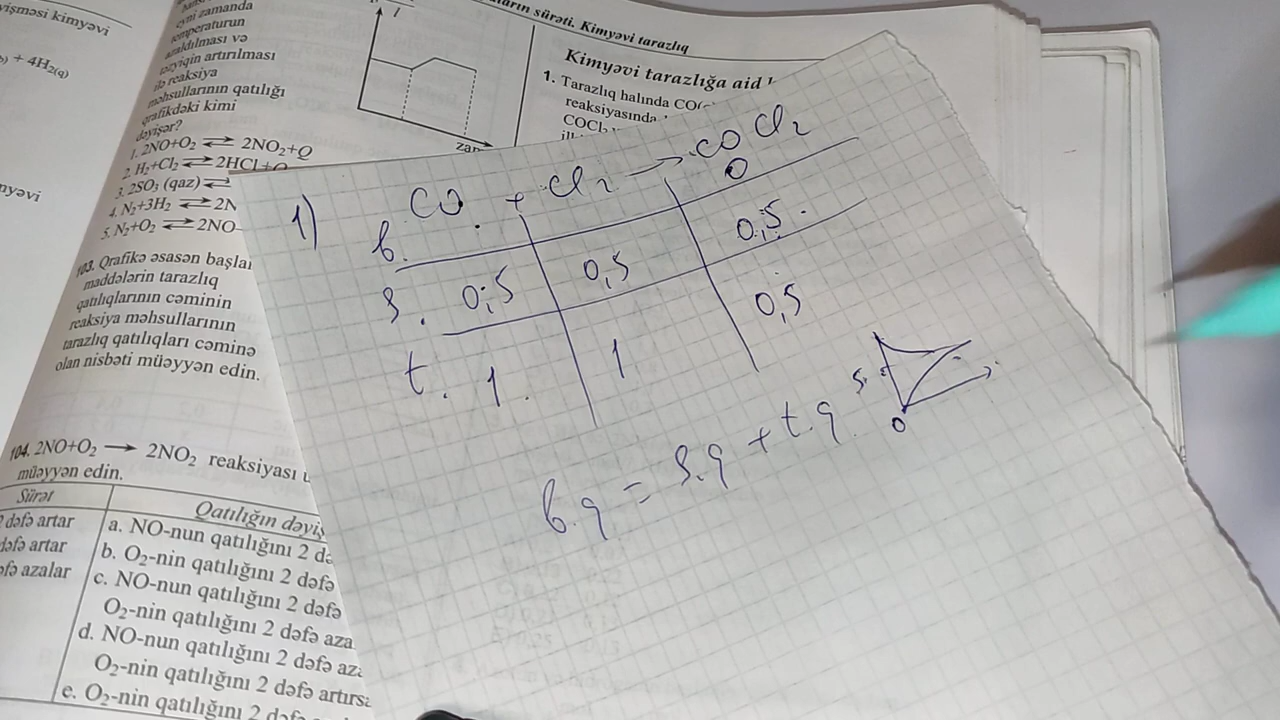 vişməsi kimyəvi
+ 4H₂(q)
eyni zamanda
temperaturun
azaldılması və
təzyiqin artırılması
ilə reaksiya
məhsullarının qatılığı
qrafikdəki kimi
dəyişər?
1. 2NO+O₂ ⇄ 2NO₂+Q
2. H₂+Cl₂ ⇄ 2HCl+Q
3. 2SO₃ (qaz) ⇄
4. N₂+3H₂ ⇄ 2N
5. N₂+O₂ ⇄ 2NO
103. Qrafikə əsasən başlan
maddələrin tarazlıq
qatılıqlarının cəminin
reaksiya məhsullarının
tarazlıq qatılıqları cəminə
olan nisbəti müəyyən edin.
104. 2NO+O₂ → 2NO₂ reaksiyası
müəyyən edin.
Sürət
Qatılığın dəyiş
dəfə artar
dəfə artar
əfə azalar
a. NO-nun qatılığını 2 də
b. O₂-nin qatılığını 2 dəfə
c. NO-nun qatılığını 2 dəfə
O₂-nin qatılığını 2 dəfə aza
d. NO-nun qatılığını 2 dəfə aza
O₂-nin qatılığını 2 dəfə artırsa
e. O₂-nin qatılığını 2 dəfə
sürəti. Kimyəvi tarazlıq
Kimyəvi tarazlığa aid
1. Tarazlıq halında CO(
reaksiyasında
COCl₂
1) CO + Cl₂ → COCl₂
b. 0
s. 0,5 0,5 0,5
t. 1 1 0,5
b.q = s.q + t.q
s.
0